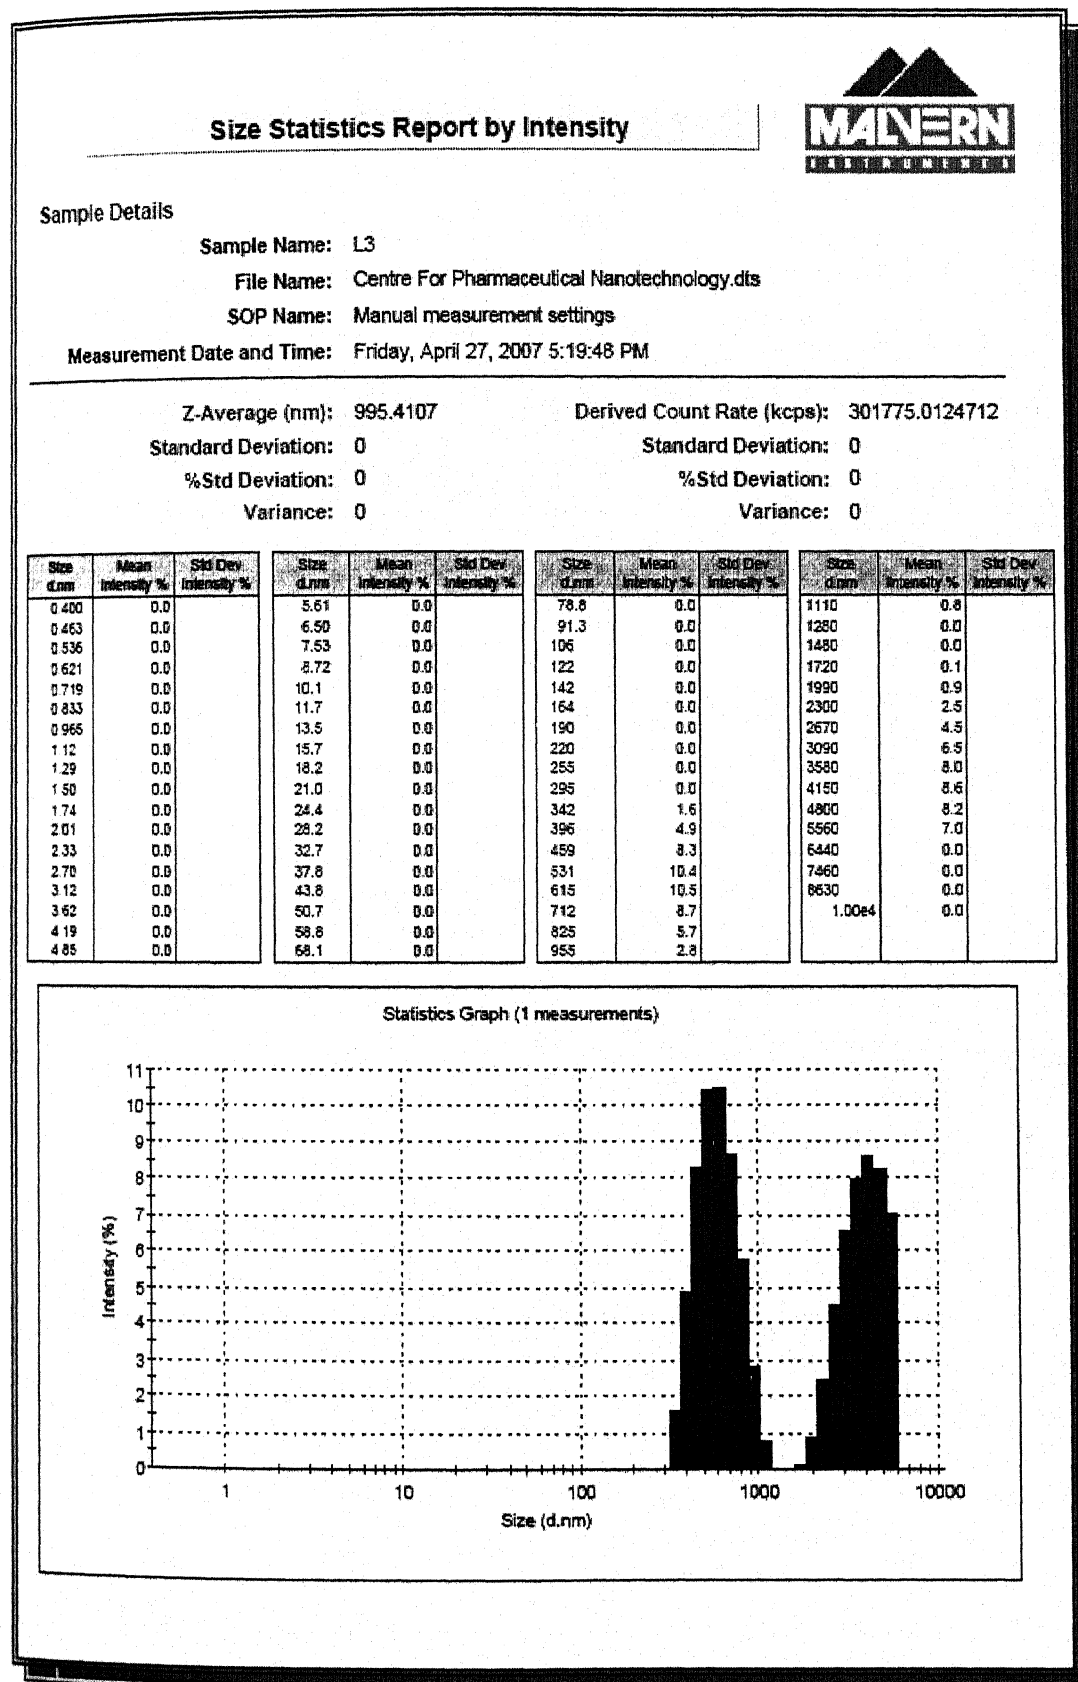 MALVERN
Size Statistics Report by Intensity
Sample Details
Sample Name: L3
File Name: Centre For Pharmaceutical Nanotechnology.dts
SOP Name: Manual measurement settings
Measurement Date and Time: Friday, April 27, 2007 5:19:48 PM
Z-Average (nm): 995.4107 Derived Count Rate (kcps): 301775.0124712
Standard Deviation: 0 Standard Deviation: 0
%Std Deviation: 0 %Std Deviation: 0
Variance: 0 Variance: 0
Size Mean Std Dev Size Mean Std Dev Size Mean Std Dev Size Mean Std Dev
d.nm Intensity % Intensity % d.nm Intensity % Intensity % d.nm Intensity % Intensity % d.nm Intensity % Intensity %
0.400 0.0 5.61 0.0 78.8 0.0 1110 0.8
0.463 0.0 6.50 0.0 91.3 0.0 1280 0.0
0.536 0.0 7.53 0.0 106 0.0 1480 0.0
0.621 0.0 8.72 0.0 122 0.0 1720 0.1
0.719 0.0 10.1 0.0 142 0.0 1990 0.9
0.833 0.0 11.7 0.0 164 0.0 2300 2.5
0.965 0.0 13.5 0.0 190 0.0 2670 4.5
1.12 0.0 15.7 0.0 220 0.0 3090 6.5
1.29 0.0 18.2 0.0 255 0.0 3580 8.0
1.50 0.0 21.0 0.0 295 0.0 4150 8.6
1.74 0.0 24.4 0.0 342 1.6 4800 8.2
2.01 0.0 28.2 0.0 396 4.9 5560 7.0
2.33 0.0 32.7 0.0 459 8.3 6440 0.0
2.70 0.0 37.8 0.0 531 10.4 7460 0.0
3.12 0.0 43.8 0.0 615 10.5 8630 0.0
3.62 0.0 50.7 0.0 712 8.7 1.00e4 0.0
4.19 0.0 58.8 0.0 825 5.7
4.85 0.0 68.1 0.0 955 2.8
Statistics Graph (1 measurements)
11
10
9
8
7
6
5
4
3
2
1
0
Intensity (%)
1 10 100 1000 10000
Size (d.nm)